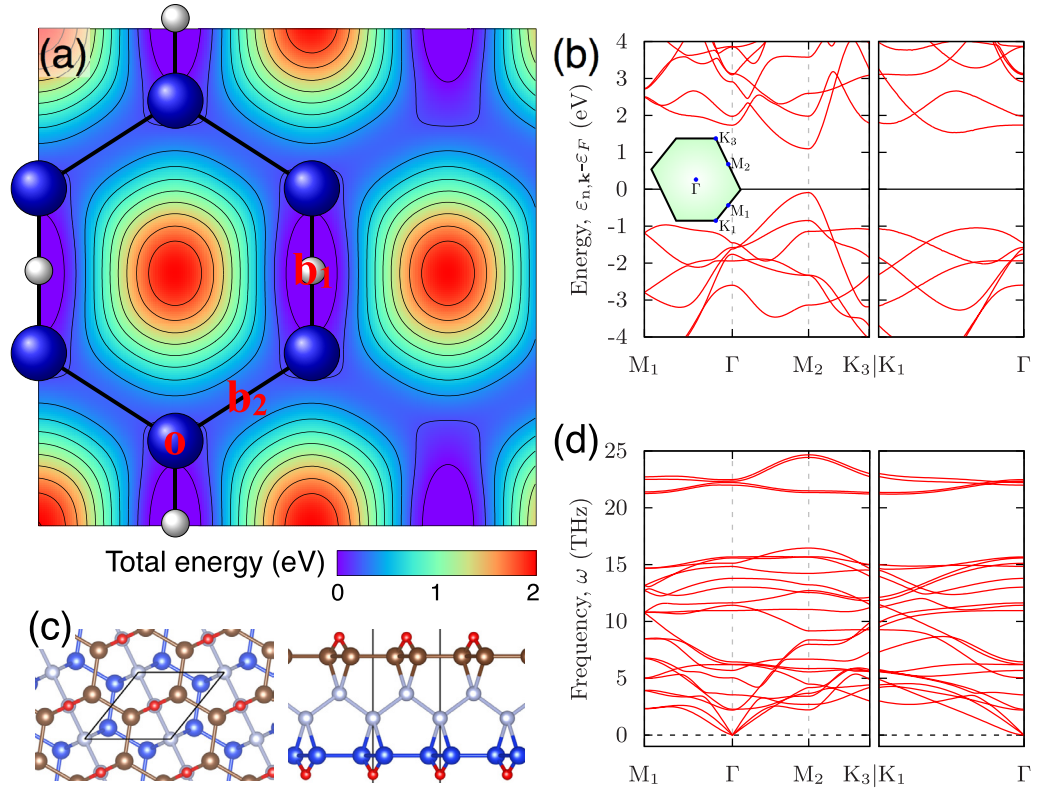 (a)
b1
b2
o
Total energy (eV)
0 1 2
(b)
Energy, εn,k-εF (eV)
4
3
2
1
0
-1
-2
-3
-4
K3
M2
Γ
M1
K1
M1 Γ M2 K3|K1 Γ
(c)
(d)
Frequency, ω (THz)
25
20
15
10
5
0
M1 Γ M2 K3|K1 Γ